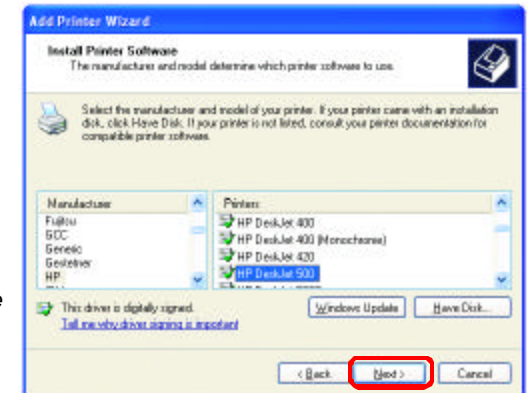 Add Printer Wizard
Install Printer Software
The manufacturer and model determine which printer software to use.
Select the manufacturer and model of your printer. If your printer came with an installation
disk, click Have Disk. If your printer is not listed, consult your printer documentation for
compatible printer software.
Manufacturer
Fujitsu
GCC
Generic
Gestetner
HP
Printers
HP DeskJet 400
HP DeskJet 400 (Monochrome)
HP DeskJet 420
HP DeskJet 500
e
This driver is digitally signed.
Tell me why driver signing is important
Windows Update
Have Disk...
< Back
Next >
Cancel